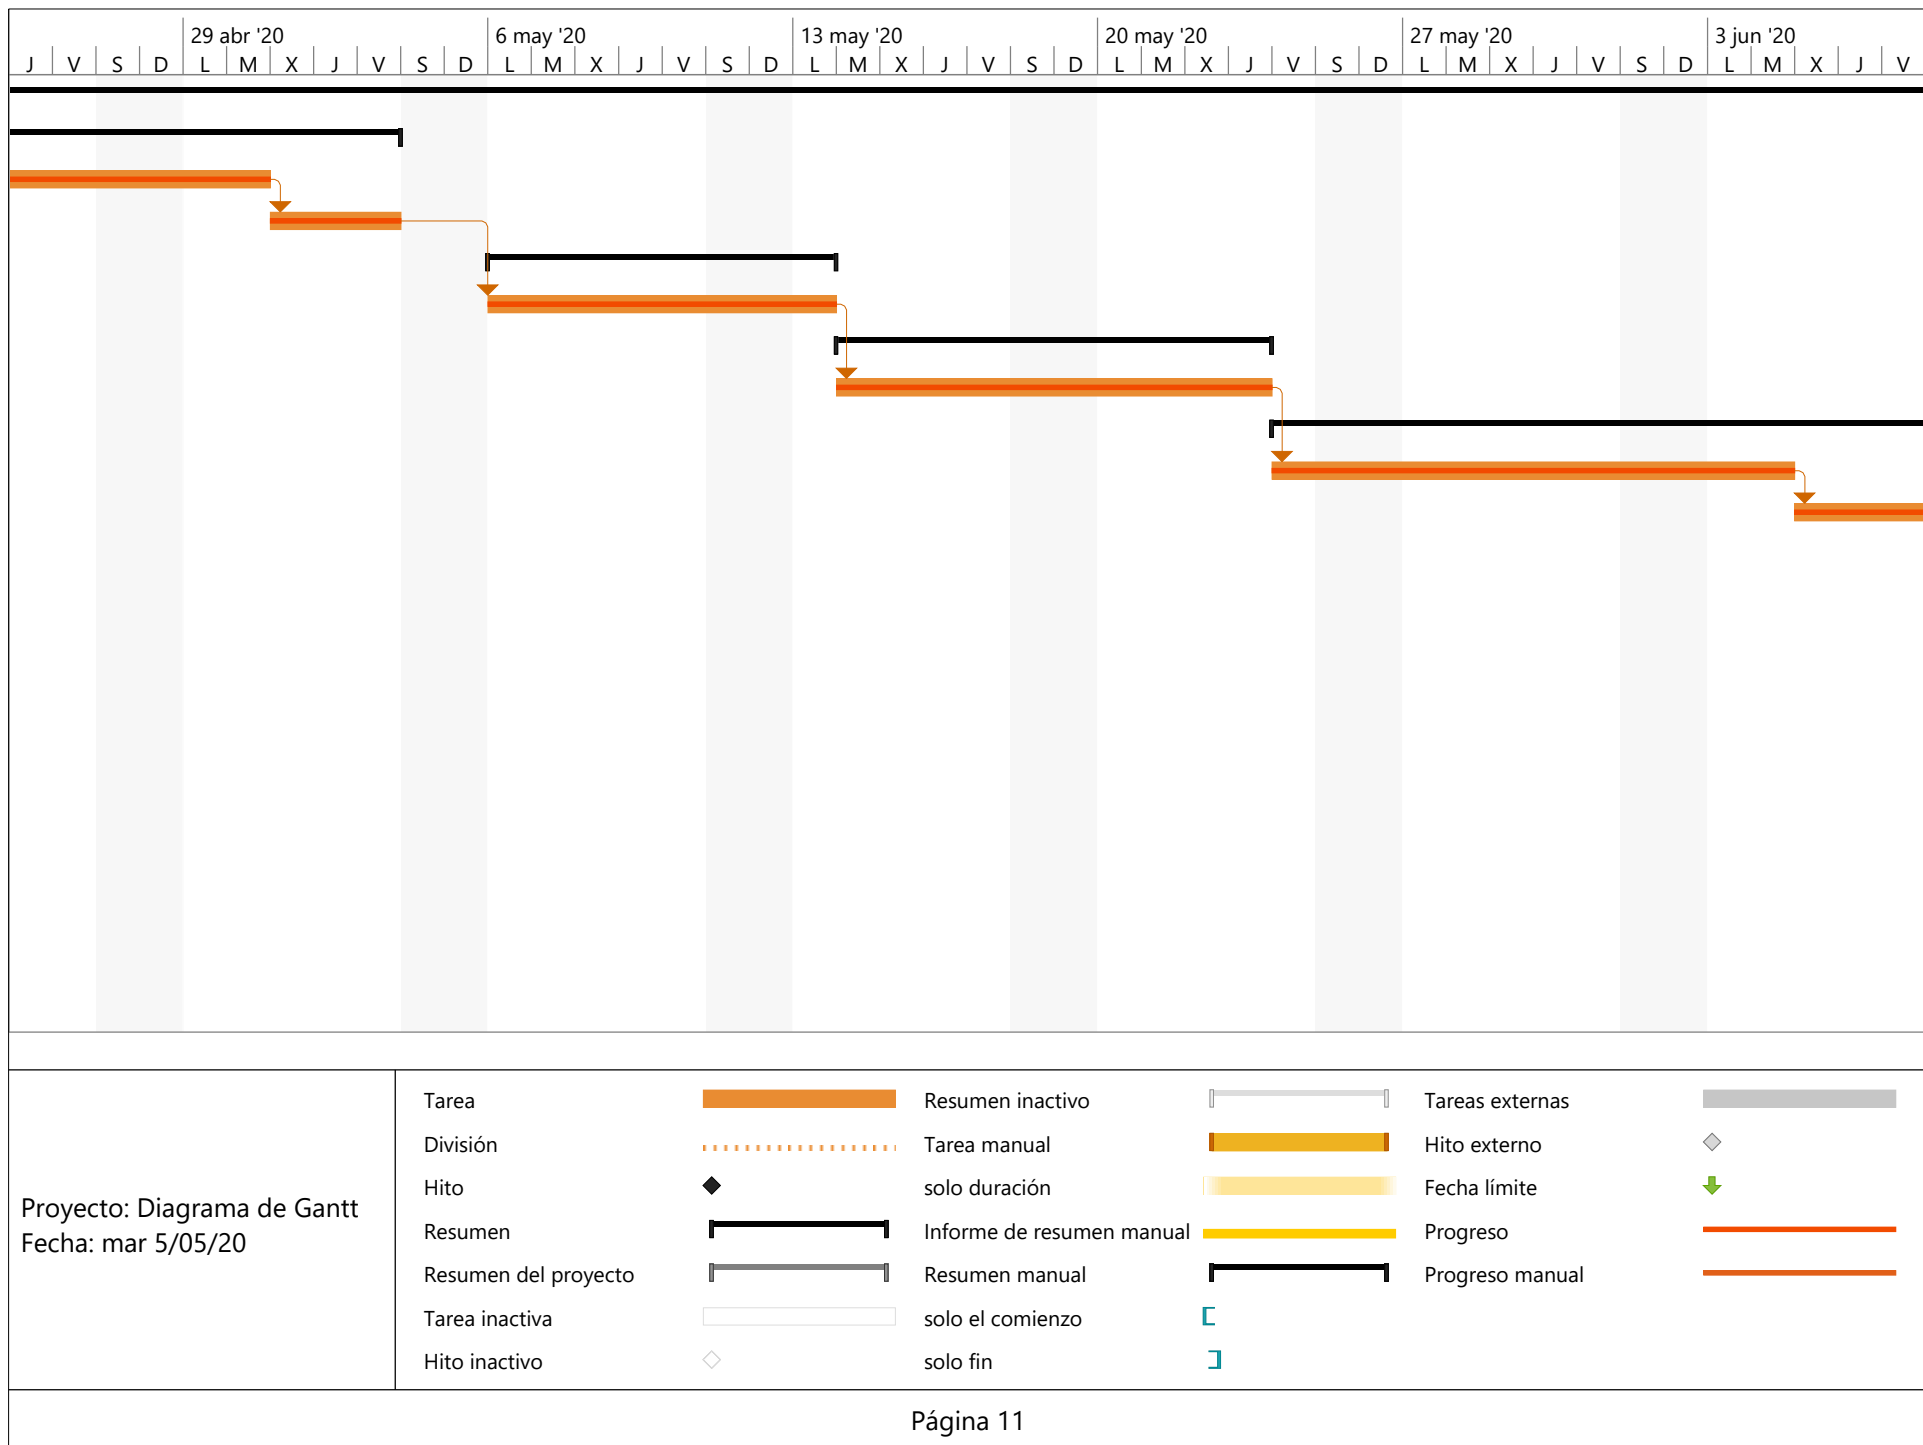 29 abr '20 6 may '20 13 may '20 20 may '20 27 may '20 3 jun '20
J V S D L M X J V S D L M X J V S D L M X J V S D L M X J V S D L M X J V S D L M X J V
Tarea
División
Hito
Resumen
Resumen del proyecto
Tarea inactiva
Hito inactivo
Resumen inactivo
Tarea manual
solo duración
Informe de resumen manual
Resumen manual
solo el comienzo
solo fin
Tareas externas
Hito externo
Fecha límite
Progreso
Progreso manual
Proyecto: Diagrama de Gantt
Fecha: mar 5/05/20
Página 11